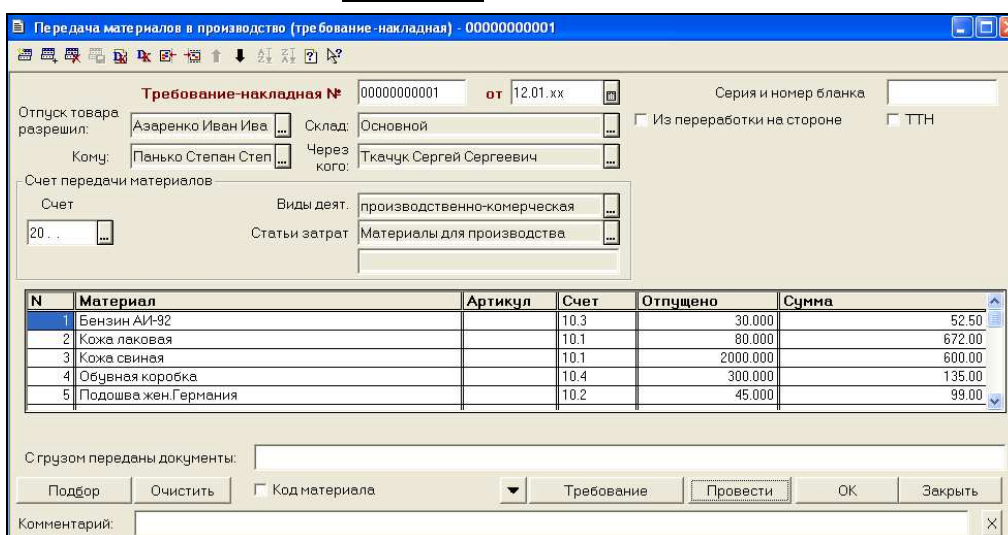 Передача материалов в производство (требование-накладная) - 00000000001
Требование-накладная № 00000000001 от 12.01.xx Серия и номер бланка
Отпуск товара разрешил: Азаренко Иван Ива ... Склад: Основной ... Из переработки на стороне ТТН
Кому: Панько Степан Степ ... Через кого: Ткачук Сергей Сергеевич ...
Счет передачи материалов
Счет Виды деят. производственно-комерческая ...
20 . . ... Статьи затрат Материалы для производства ...
N Материал Артикул Счет Отпущено Сумма
1 Бензин АИ-92 10.3 30.000 52.50
2 Кожа лаковая 10.1 80.000 672.00
3 Кожа свиная 10.1 2000.000 600.00
4 Обувная коробка 10.4 300.000 135.00
5 Подошва жен.Германия 10.2 45.000 99.00
С грузом переданы документы:
Подбор Очистить Код материала Требование Провести OK Закрыть
Комментарий: X